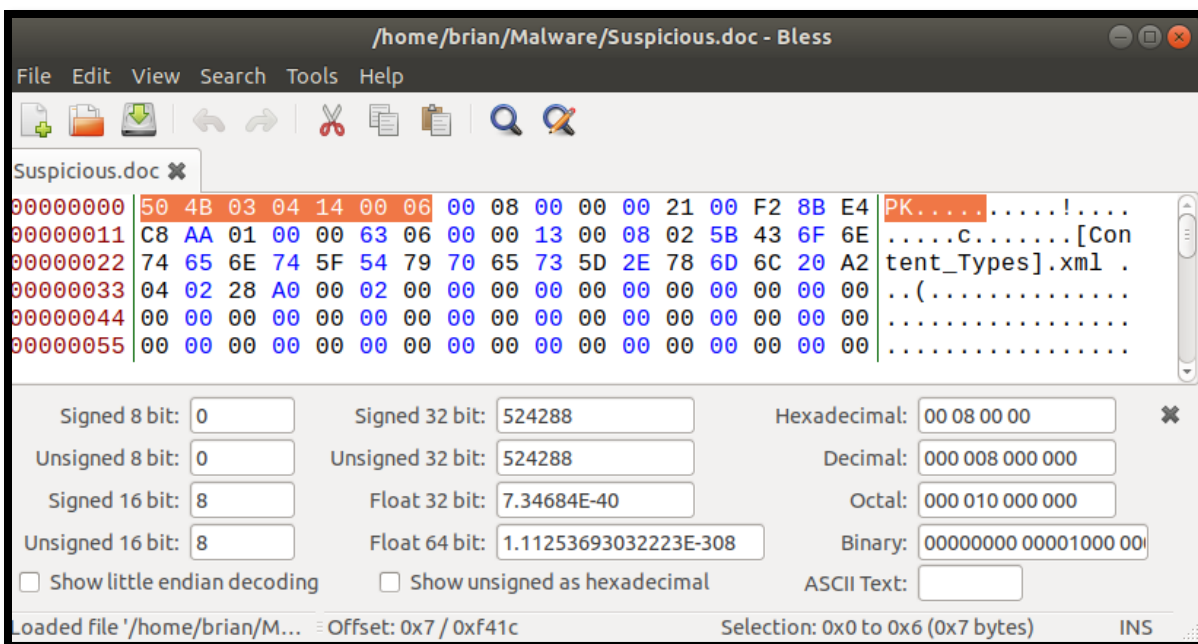 /home/brian/Malware/Suspicious.doc - Bless
File Edit View Search Tools Help
Suspicious.doc
00000000 50 4B 03 04 14 00 06 00 08 00 00 00 21 00 F2 8B E4 PK..........!....
00000011 C8 AA 01 00 00 63 06 00 00 13 00 08 02 5B 43 6F 6E .....c.......[Con
00000022 74 65 6E 74 5F 54 79 70 65 73 5D 2E 78 6D 6C 20 A2 tent_Types].xml .
00000033 04 02 28 A0 00 02 00 00 00 00 00 00 00 00 00 00 00 ..(..............
00000044 00 00 00 00 00 00 00 00 00 00 00 00 00 00 00 00 00 .................
00000055 00 00 00 00 00 00 00 00 00 00 00 00 00 00 00 00 00 .................
Signed 8 bit: 0 Signed 32 bit: 524288 Hexadecimal: 00 08 00 00
Unsigned 8 bit: 0 Unsigned 32 bit: 524288 Decimal: 000 008 000 000
Signed 16 bit: 8 Float 32 bit: 7.34684E-40 Octal: 000 010 000 000
Unsigned 16 bit: 8 Float 64 bit: 1.11253693032223E-308 Binary: 00000000 00001000 00
Show little endian decoding Show unsigned as hexadecimal ASCII Text:
Loaded file '/home/brian/M... Offset: 0x7 / 0xf41c Selection: 0x0 to 0x6 (0x7 bytes) INS